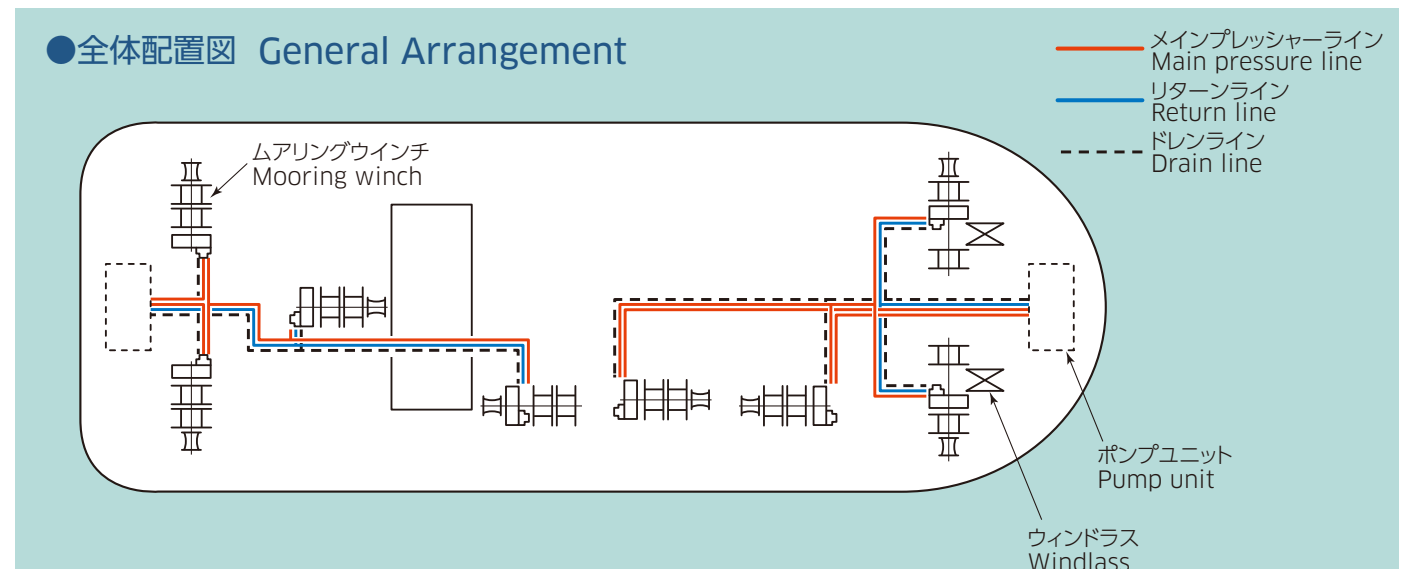 ●全体配置図 General Arrangement
メインプレッシャーライン
Main pressure line
リターンライン
Return line
ドレンライン
Drain line
ムアリングウインチ
Mooring winch
ポンプユニット
Pump unit
ウィンドラス
Windlass